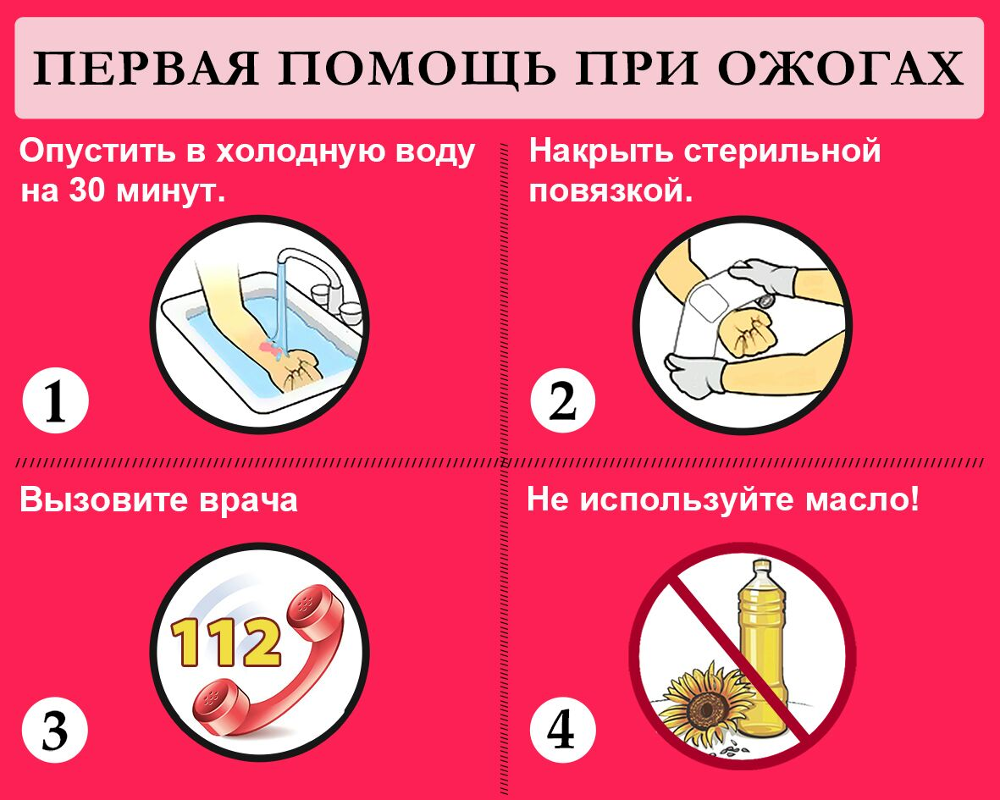 ПЕРВАЯ ПОМОЩЬ ПРИ ОЖОГАХ
Опустить в холодную воду
на 30 минут.
1
Накрыть стерильной
повязкой.
2
Вызовите врача
112
3
Не используйте масло!
4